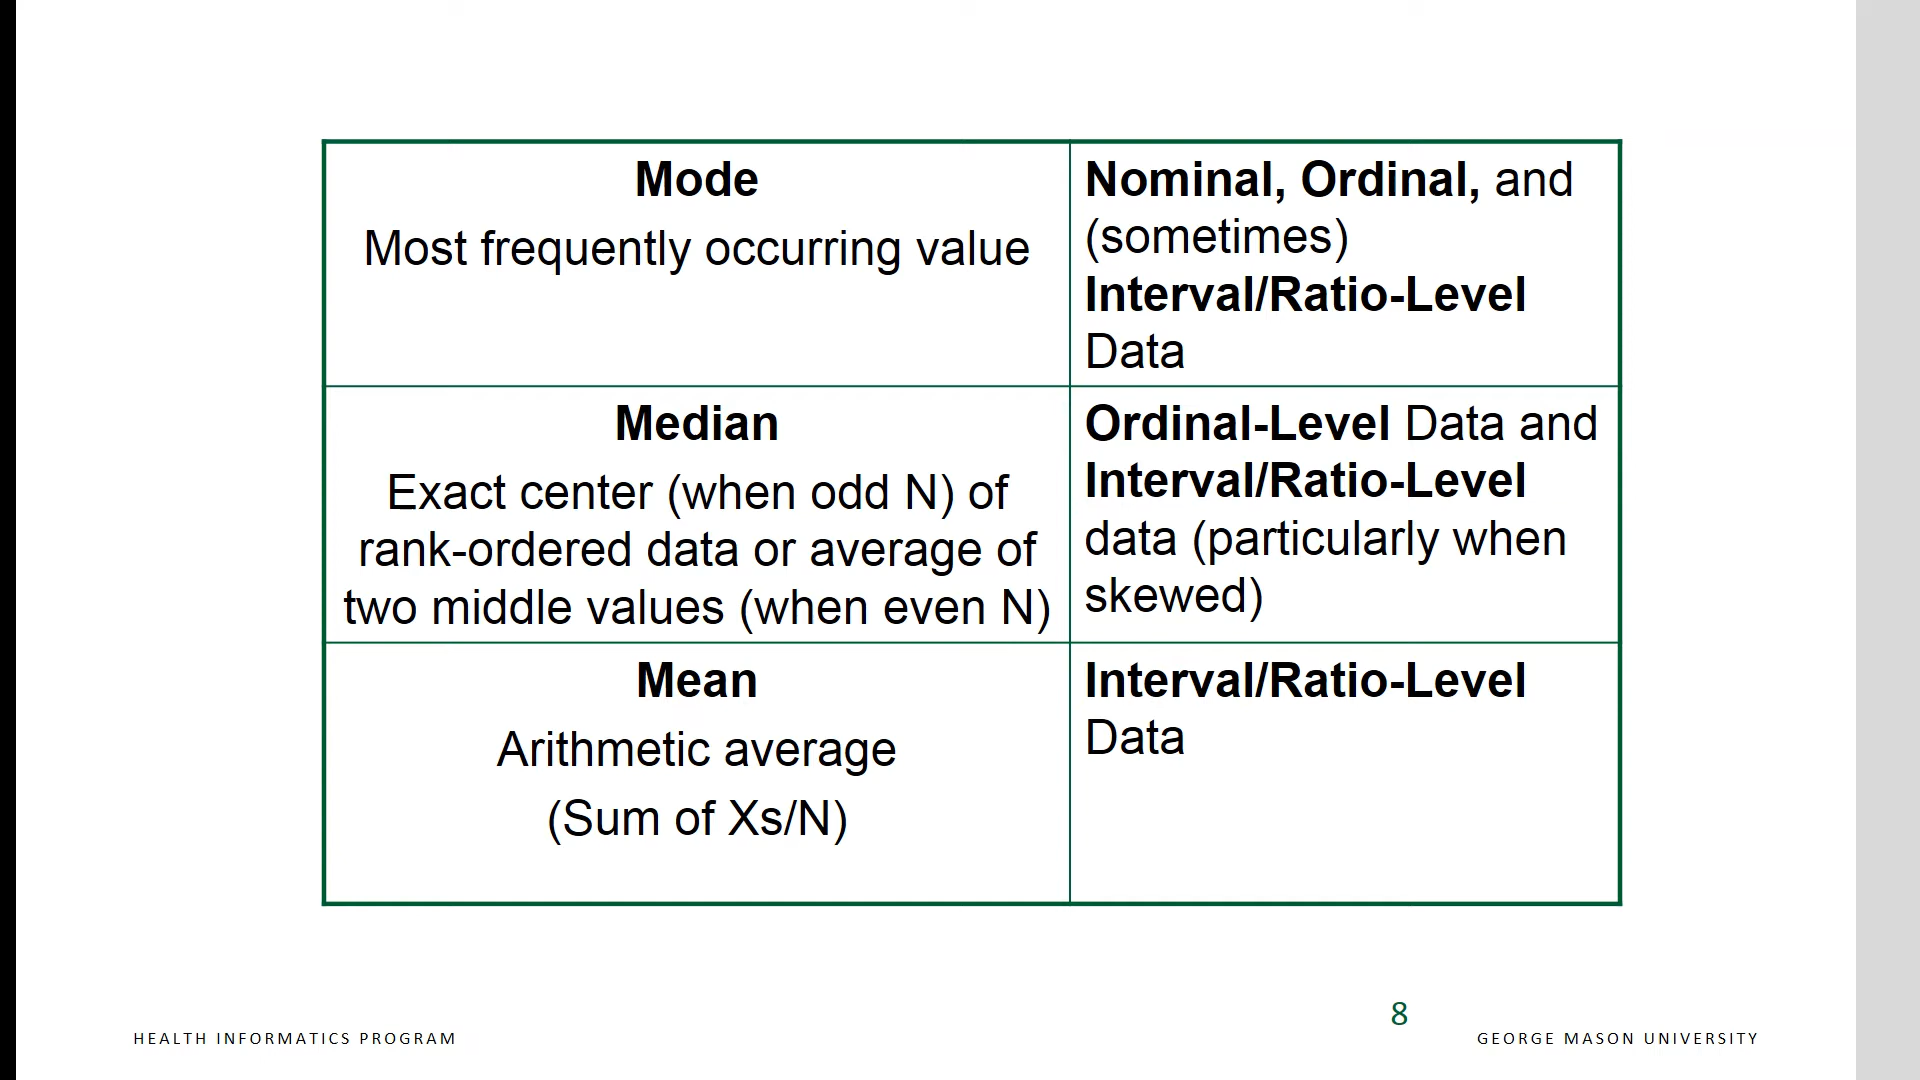 Mode
Most frequently occurring value
Nominal, Ordinal, and
(sometimes)
Interval/Ratio-Level
Data
Median
Exact center (when odd N) of
rank-ordered data or average of
two middle values (when even N)
Ordinal-Level Data and
Interval/Ratio-Level
data (particularly when
skewed)
Mean
Arithmetic average
(Sum of Xs/N)
Interval/Ratio-Level
Data
8
HEALTH INFORMATICS PROGRAM
GEORGE MASON UNIVERSITY